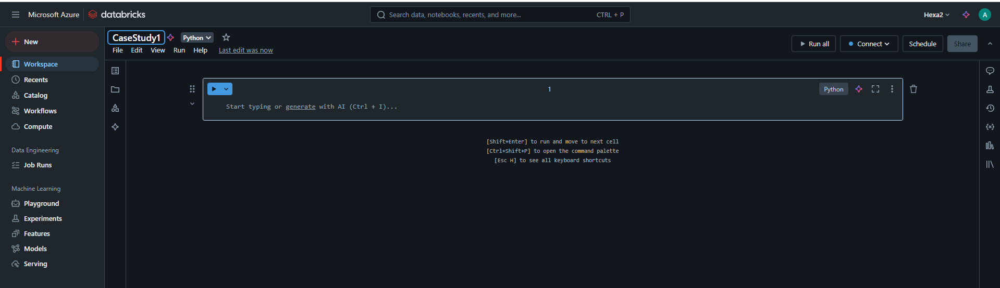 Microsoft Azure databricks
Search data, notebooks, recents, and more... CTRL + P
Hexa2
A
New
Workspace
Recents
Catalog
Workflows
Compute
Data Engineering
Job Runs
Machine Learning
Playground
Experiments
Features
Models
Serving
CaseStudy1
Python
File Edit View Run Help Last edit was now
Run all Connect Schedule Share
1
Python
Start typing or generate with AI (Ctrl + I)...
[Shift+Enter] to run and move to next cell
[Ctrl+Shift+P] to open the command palette
[Esc H] to see all keyboard shortcuts